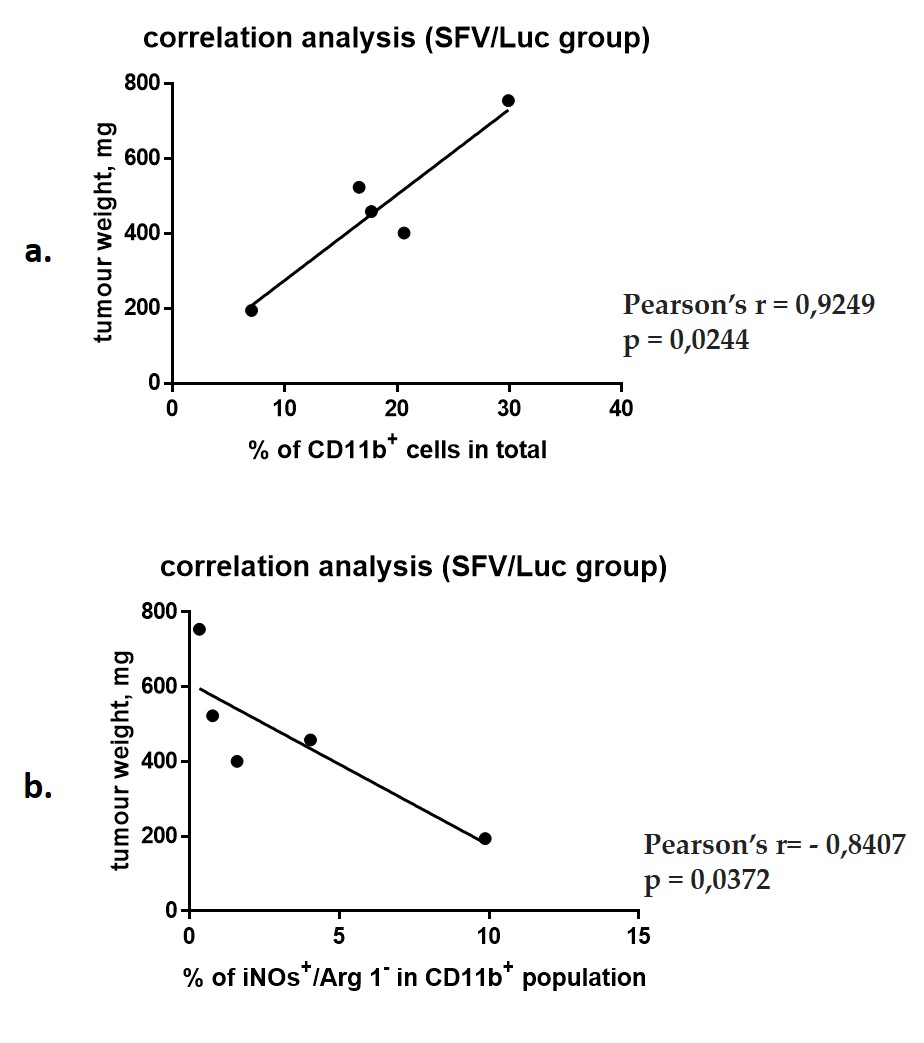 correlation analysis (SFV/Luc group)
800
600
400
200
0
0 10 20 30 40
tumour weight, mg
% of CD11b⁺ cells in total
a.
Pearson’s r = 0,9249
p = 0,0244
correlation analysis (SFV/Luc group)
800
600
400
200
0
0 5 10 15
tumour weight, mg
% of iNOs⁺/Arg 1⁻ in CD11b⁺ population
b.
Pearson’s r= - 0,8407
p = 0,0372